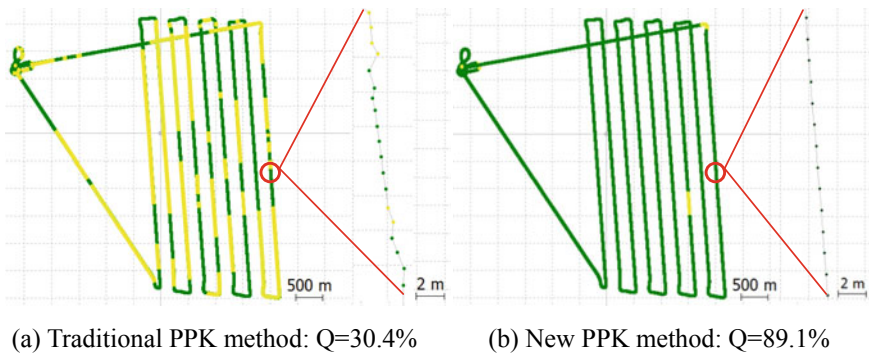 500 m
2 m
500 m
2 m
(a) Traditional PPK method: Q=30.4%
(b) New PPK method: Q=89.1%